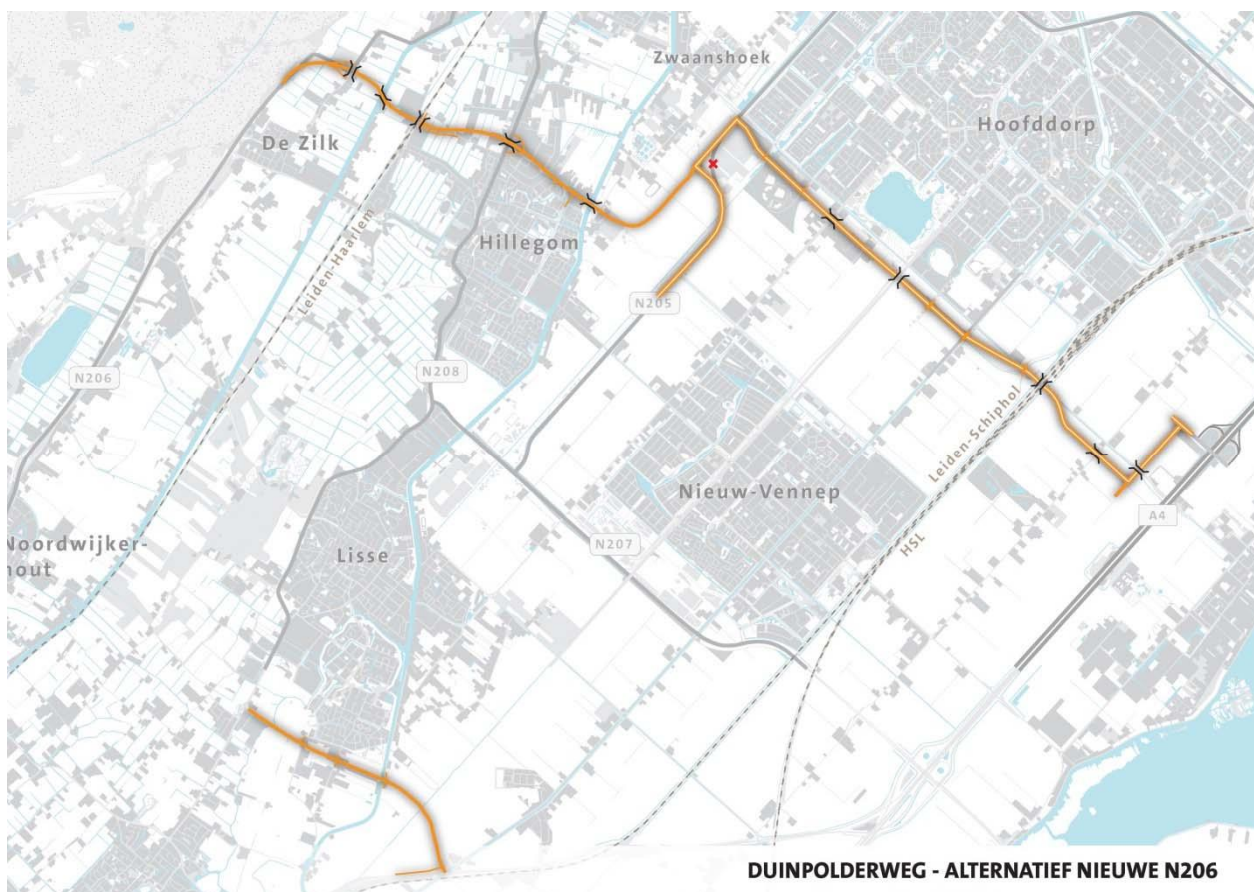 Zwaanshoek
Hoofddorp
De Zilk
Leiden-Haarlem
Hillegom
N205
N206
N208
Leiden-Schiphol
Nieuw-Vennep
HSL
A4
Noordwijker-
hout
Lisse
N207
DUINPOLDERWEG - ALTERNATIEF NIEUWE N206